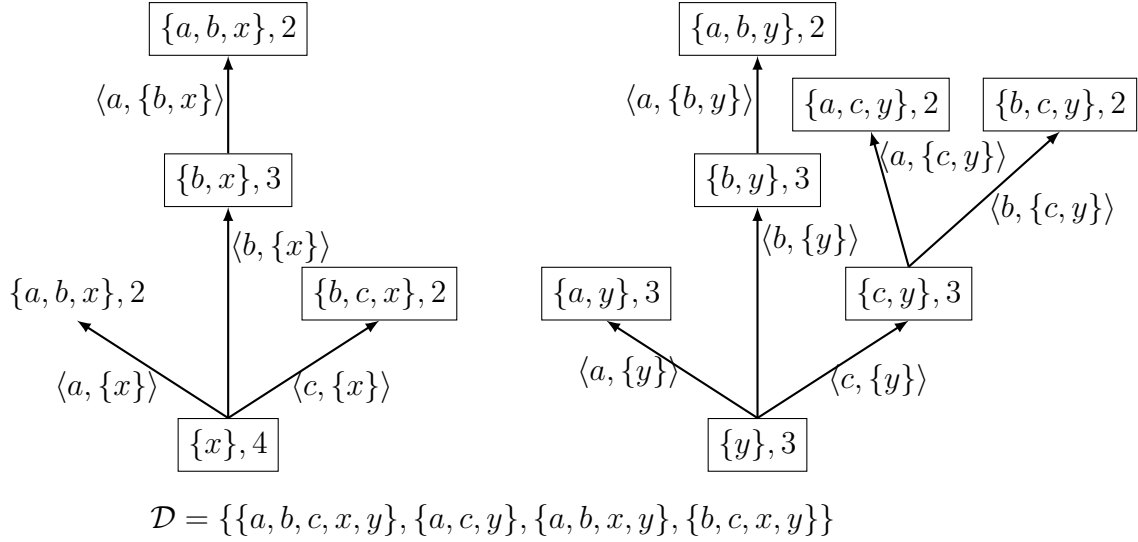 {a, b, x}, 2
{a, b, y}, 2
⟨a, {b, x}⟩
⟨a, {b, y}⟩
{a, c, y}, 2
{b, c, y}, 2
⟨a, {c, y}⟩
{b, x}, 3
{b, y}, 3
⟨b, {c, y}⟩
⟨b, {x}⟩
⟨b, {y}⟩
{a, b, x}, 2
{b, c, x}, 2
{a, y}, 3
{c, y}, 3
⟨a, {x}⟩
⟨c, {x}⟩
⟨a, {y}⟩
⟨c, {y}⟩
{x}, 4
{y}, 3
𝒟 = {{a, b, c, x, y}, {a, c, y}, {a, b, x, y}, {b, c, x, y}}